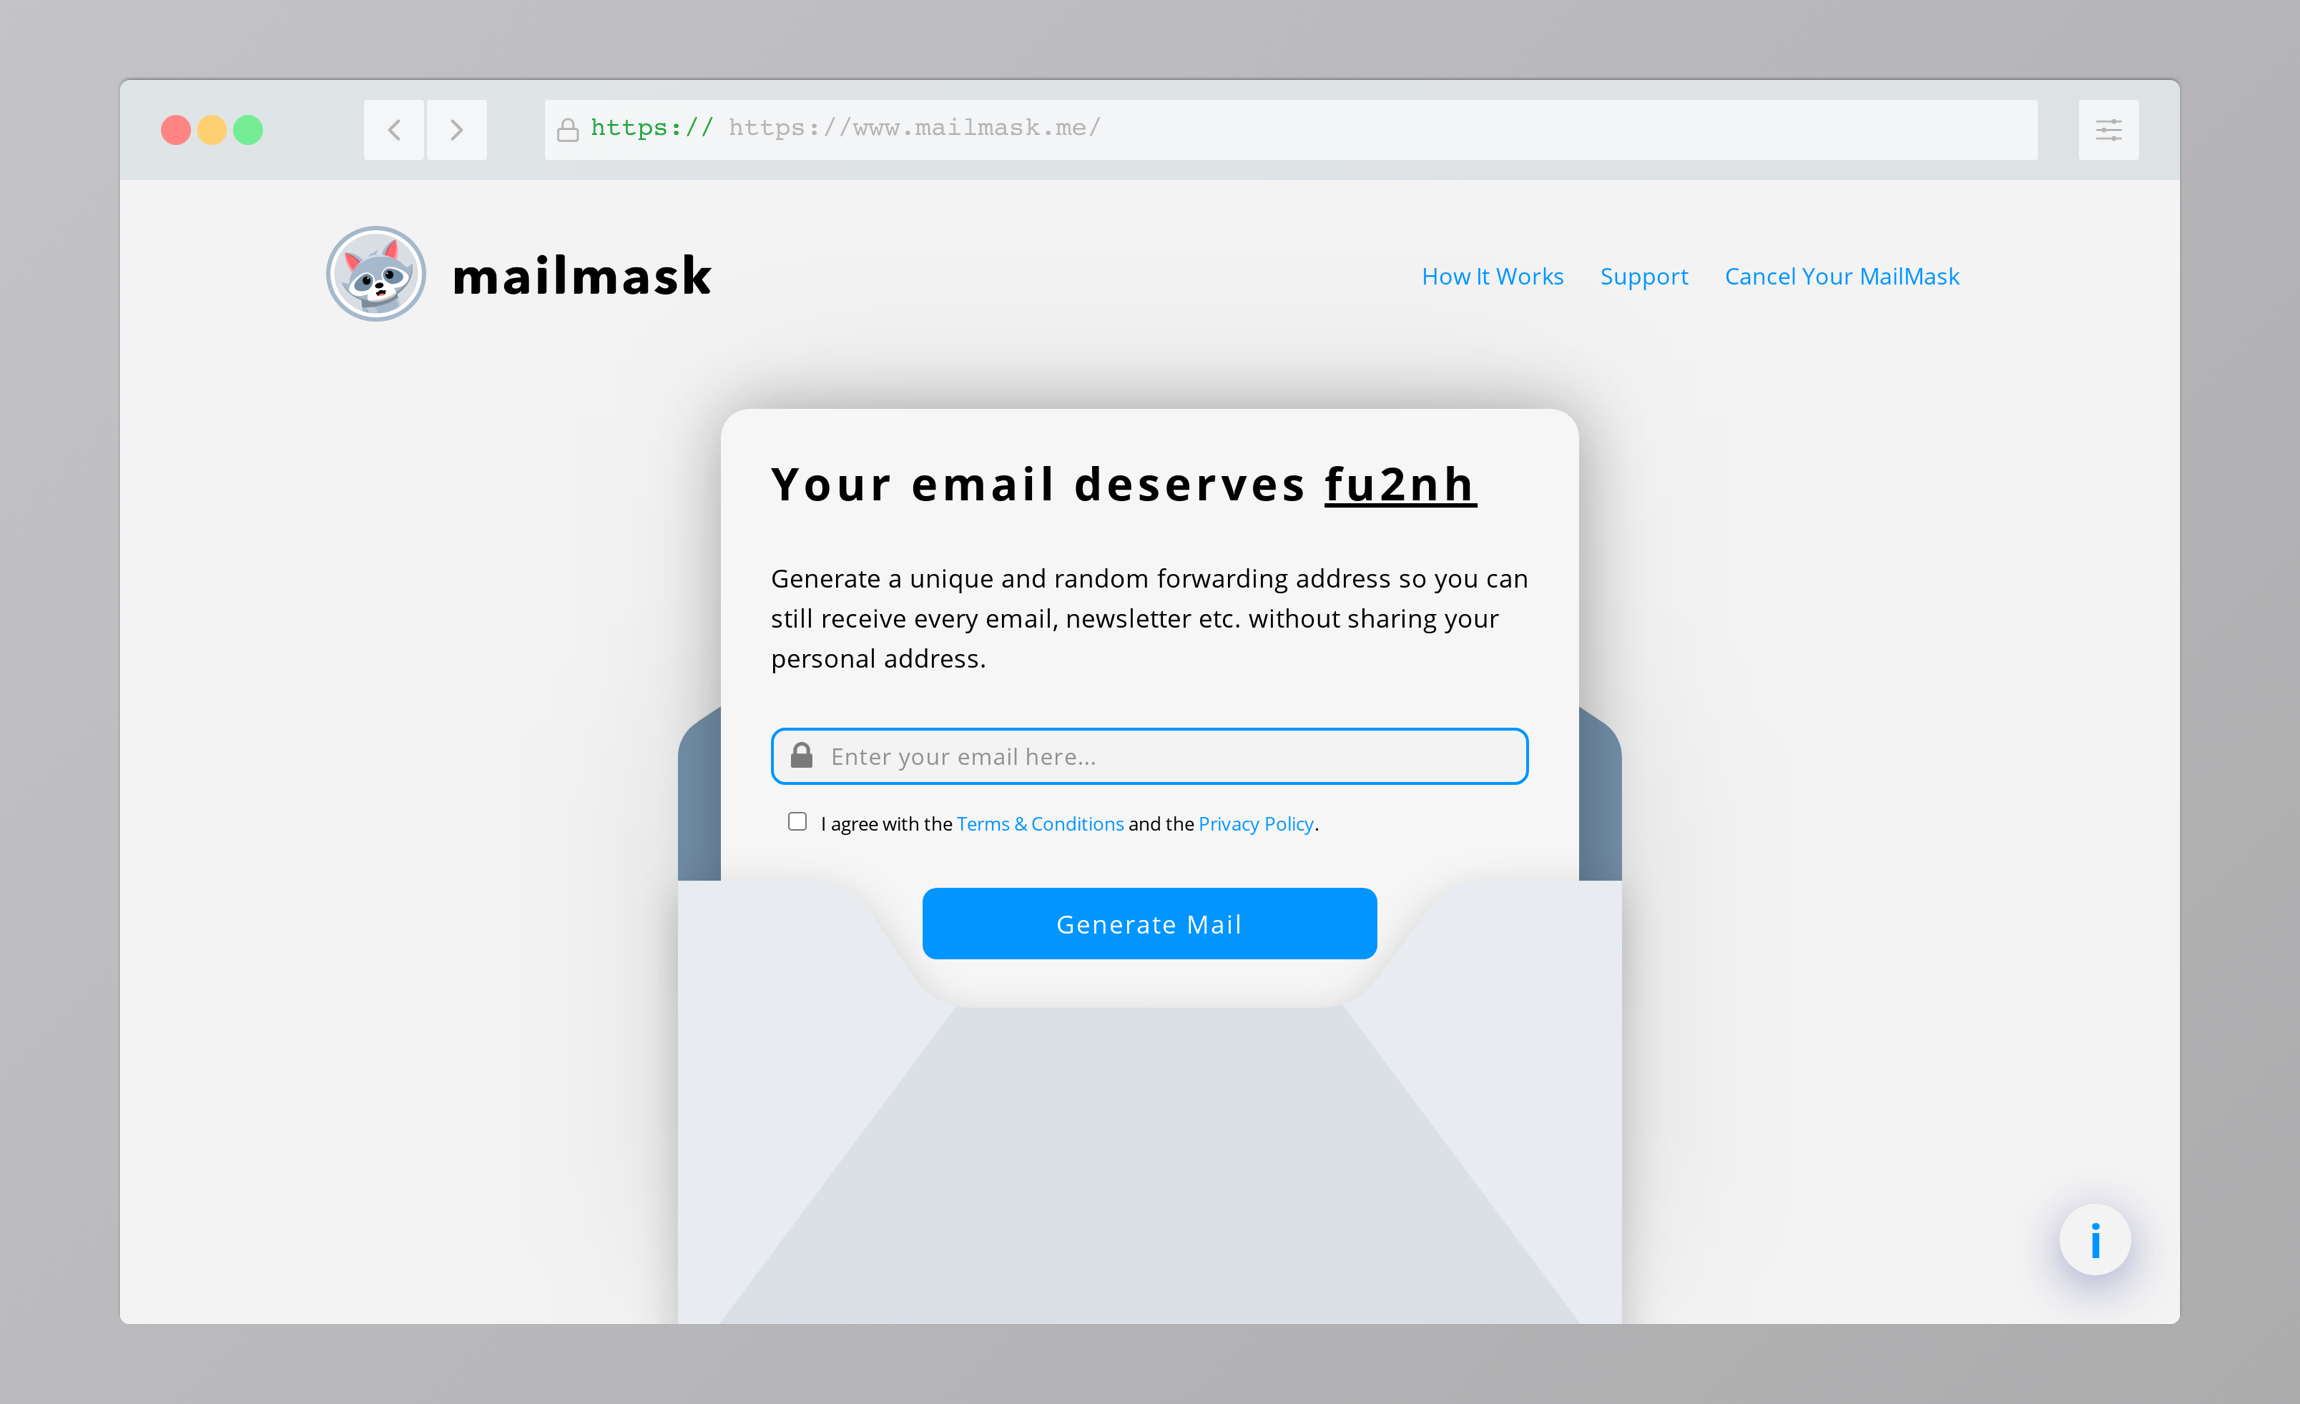 https:// https://www.mailmask.me/
mailmask
How It Works Support Cancel Your MailMask
Your email deserves fu2nh
Generate a unique and random forwarding address so you can
still receive every email, newsletter etc. without sharing your
personal address.
Enter your email here...
I agree with the Terms & Conditions and the Privacy Policy.
Generate Mail
i